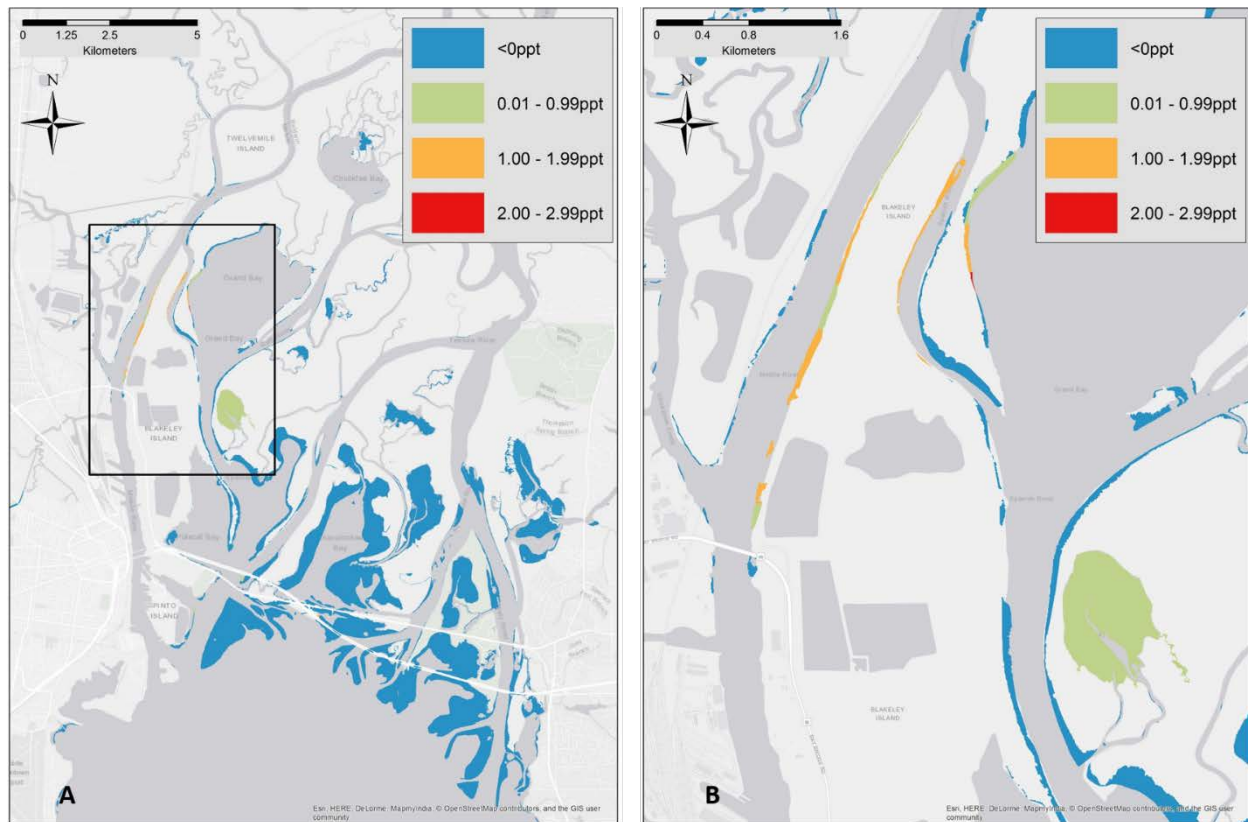 0 1.25 2.5 5
Kilometers
N
<0ppt
0.01 - 0.99ppt
1.00 - 1.99ppt
2.00 - 2.99ppt
TWELVEMILE
ISLAND
Grand Bay
Grand Bay
BLAKELEY
ISLAND
PINTO
ISLAND
A
Esri, HERE, DeLorme, MapmyIndia, © OpenStreetMap contributors, and the GIS user
community
0 0.4 0.8 1.6
Kilometers
N
<0ppt
0.01 - 0.99ppt
1.00 - 1.99ppt
2.00 - 2.99ppt
BLAKELEY
ISLAND
Mobile River
Grand Bay
Spanish River
BLAKELEY
ISLAND
B
Esri, HERE, DeLorme, MapmyIndia, © OpenStreetMap contributors, and the GIS user
community